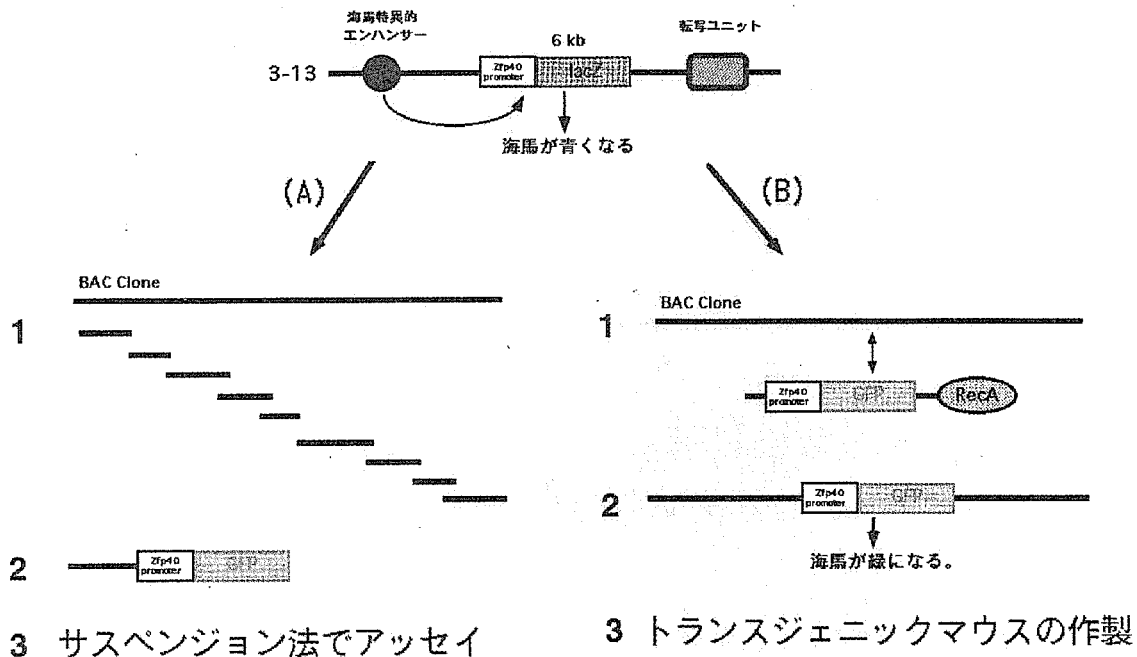 海馬特異的
エンハンサー
6 kb
転写ユニット
3-13
Zfp40
promoter
lacZ
海馬が青くなる
(A)
(B)
BAC Clone
1
2
Zfp40
promoter
GFP
3 サスペンジョン法でアッセイ
BAC Clone
1
Zfp40
promoter
GFP
RecA
2
Zfp40
promoter
GFP
海馬が緑になる。
3 トランスジェニックマウスの作製